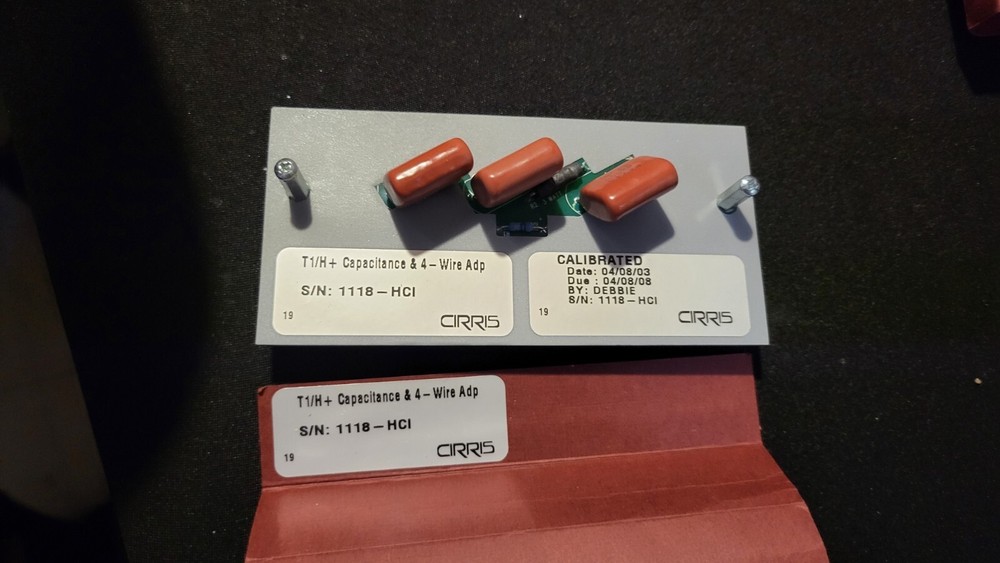 T1/H+ Capacitance & 4-Wire Adp
S/N: 1118-HCI
19
CIRRIS
CALIBRATED
Date: 04/08/03
Due : 04/08/08
BY: DEBBIE
S/N: 1118-HCI
19
CIRRIS
T1/H+ Capacitance & 4-Wire Adp
S/N: 1118-HCI
19
CIRRIS